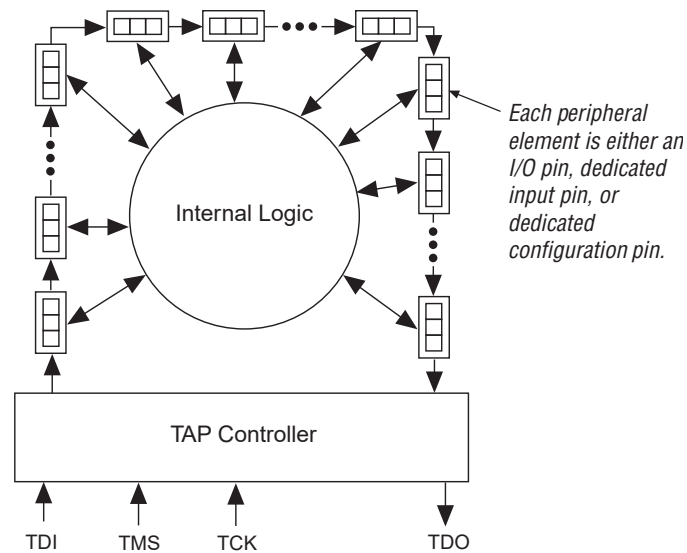 Each peripheral
element is either an
I/O pin, dedicated
input pin, or
dedicated
configuration pin.
Internal Logic
TAP Controller
TDI
TMS
TCK
TDO